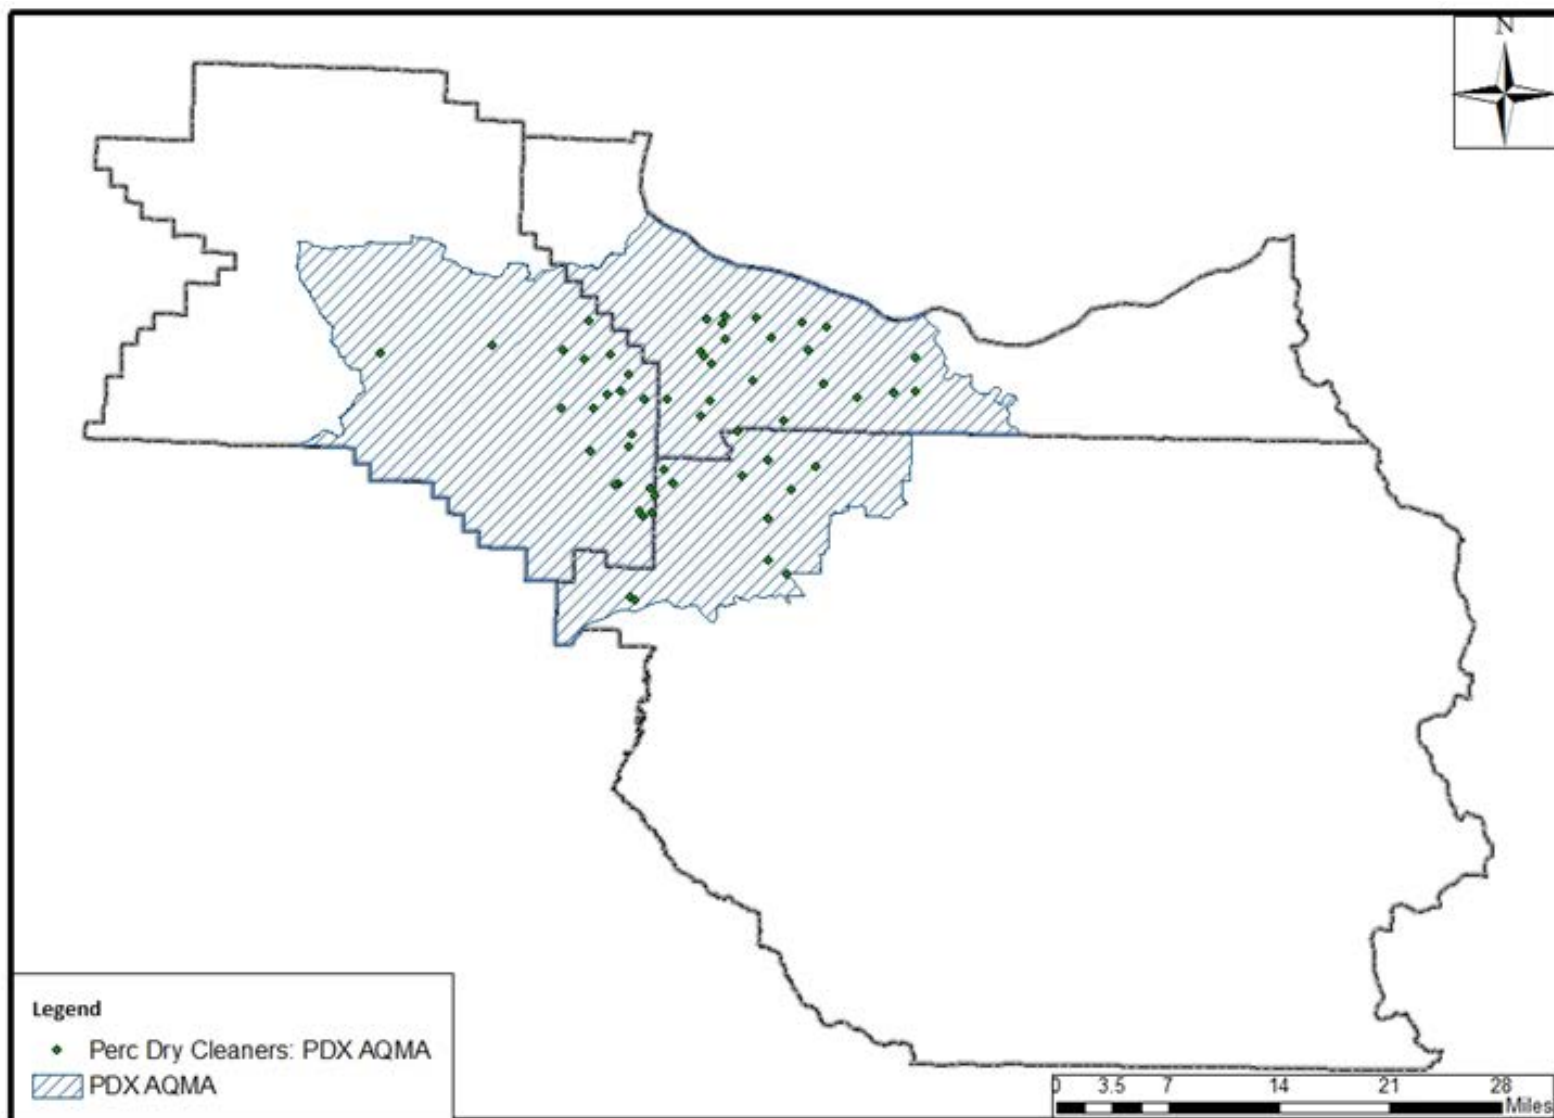 N
Legend
Perc Dry Cleaners: PDX AQMA
PDX AQMA
0 3.5 7 14 21 28
Miles